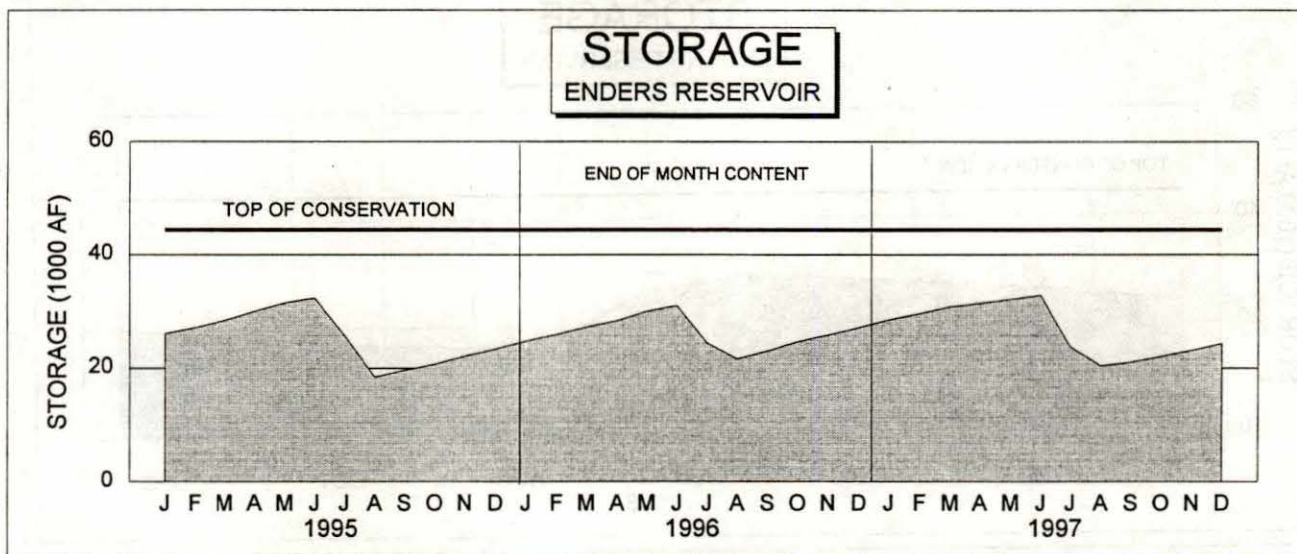 STORAGE
ENDERS RESERVOIR
60
END OF MONTH CONTENT
TOP OF CONSERVATION
40
STORAGE (1000 AF)
20
0
J F M A M J J A S O N D J F M A M J J A S O N D J F M A M J J A S O N D
1995 1996 1997